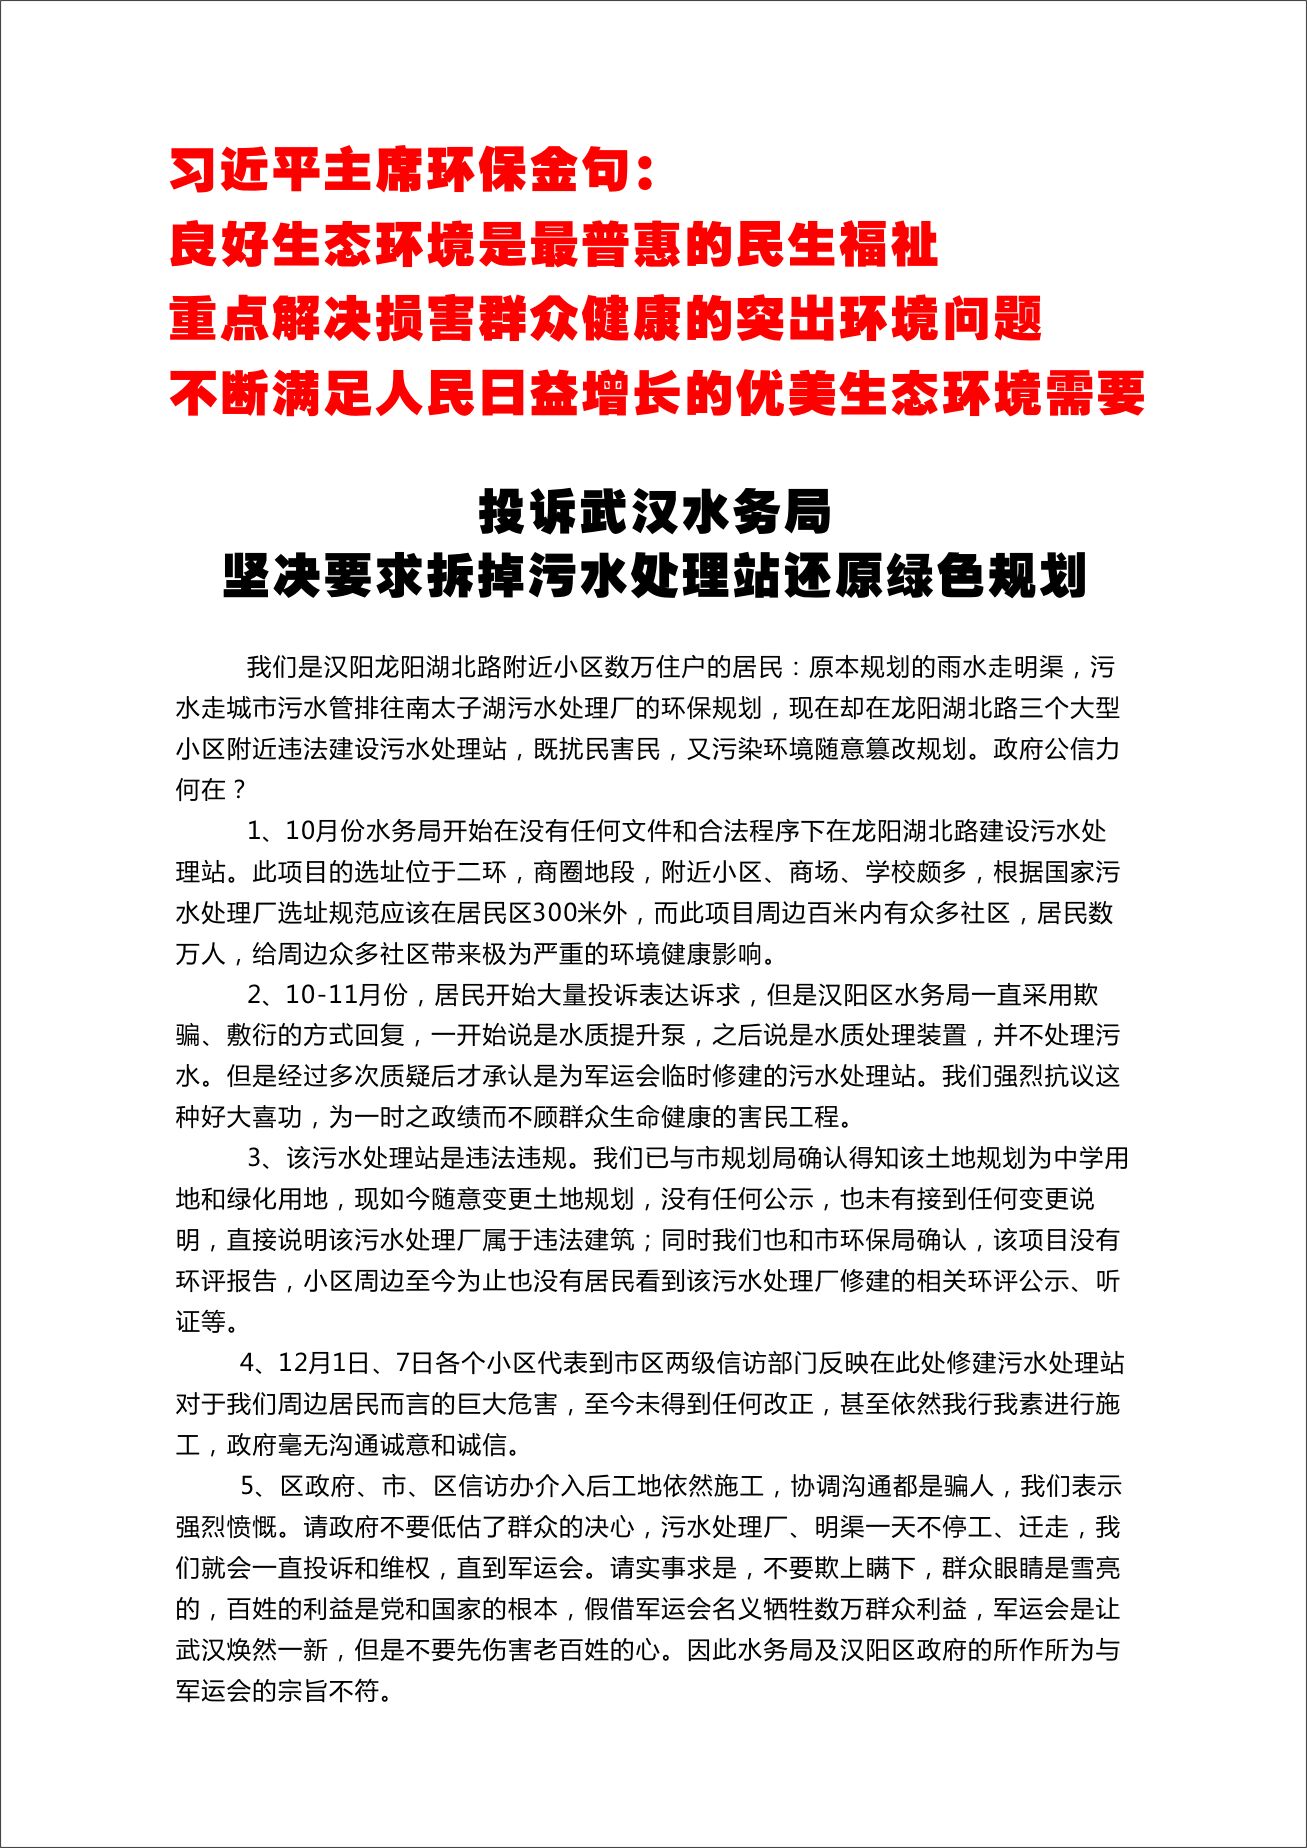 习近平主席环保金句：
良好生态环境是最普惠的民生福祉
重点解决损害群众健康的突出环境问题
不断满足人民日益增长的优美生态环境需要
投诉武汉水务局
坚决要求拆掉污水处理站还原绿色规划
我们是汉阳龙阳湖北路附近小区数万住户的居民：原本规划的雨水走明渠，污
水走城市污水管排往南太子湖污水处理厂的环保规划，现在却在龙阳湖北路三个大型
小区附近违法建设污水处理站，既扰民害民，又污染环境随意篡改规划。政府公信力
何在？
1、10月份水务局开始在没有任何文件和合法程序下在龙阳湖北路建设污水处
理站。此项目的选址位于二环，商圈地段，附近小区、商场、学校颇多，根据国家污
水处理厂选址规范应该在居民区300米外，而此项目周边百米内有众多社区，居民数
万人，给周边众多社区带来极为严重的环境健康影响。
2、10-11月份，居民开始大量投诉表达诉求，但是汉阳区水务局一直采用欺
骗、敷衍的方式回复，一开始说是水质提升泵，之后说是水质处理装置，并不处理污
水。但是经过多次质疑后才承认是为军运会临时修建的污水处理站。我们强烈抗议这
种好大喜功，为一时之政绩而不顾群众生命健康的害民工程。
3、该污水处理站是违法违规。我们已与市规划局确认得知该土地规划为中学用
地和绿化用地，现如今随意变更土地规划，没有任何公示，也未有接到任何变更说
明，直接说明该污水处理厂属于违法建筑；同时我们也和市环保局确认，该项目没有
环评报告，小区周边至今为止也没有居民看到该污水处理厂修建的相关环评公示、听
证等。
4、12月1日、7日各个小区代表到市区两级信访部门反映在此处修建污水处理站
对于我们周边居民而言的巨大危害，至今未得到任何改正，甚至依然我行我素进行施
工，政府毫无沟通诚意和诚信。
5、区政府、市、区信访办介入后工地依然施工，协调沟通都是骗人，我们表示
强烈愤慨。请政府不要低估了群众的决心，污水处理厂、明渠一天不停工、迁走，我
们就会一直投诉和维权，直到军运会。请实事求是，不要欺上瞒下，群众眼睛是雪亮
的，百姓的利益是党和国家的根本，假借军运会名义牺牲数万群众利益，军运会是让
武汉焕然一新，但是不要先伤害老百姓的心。因此水务局及汉阳区政府的所作所为与
军运会的宗旨不符。